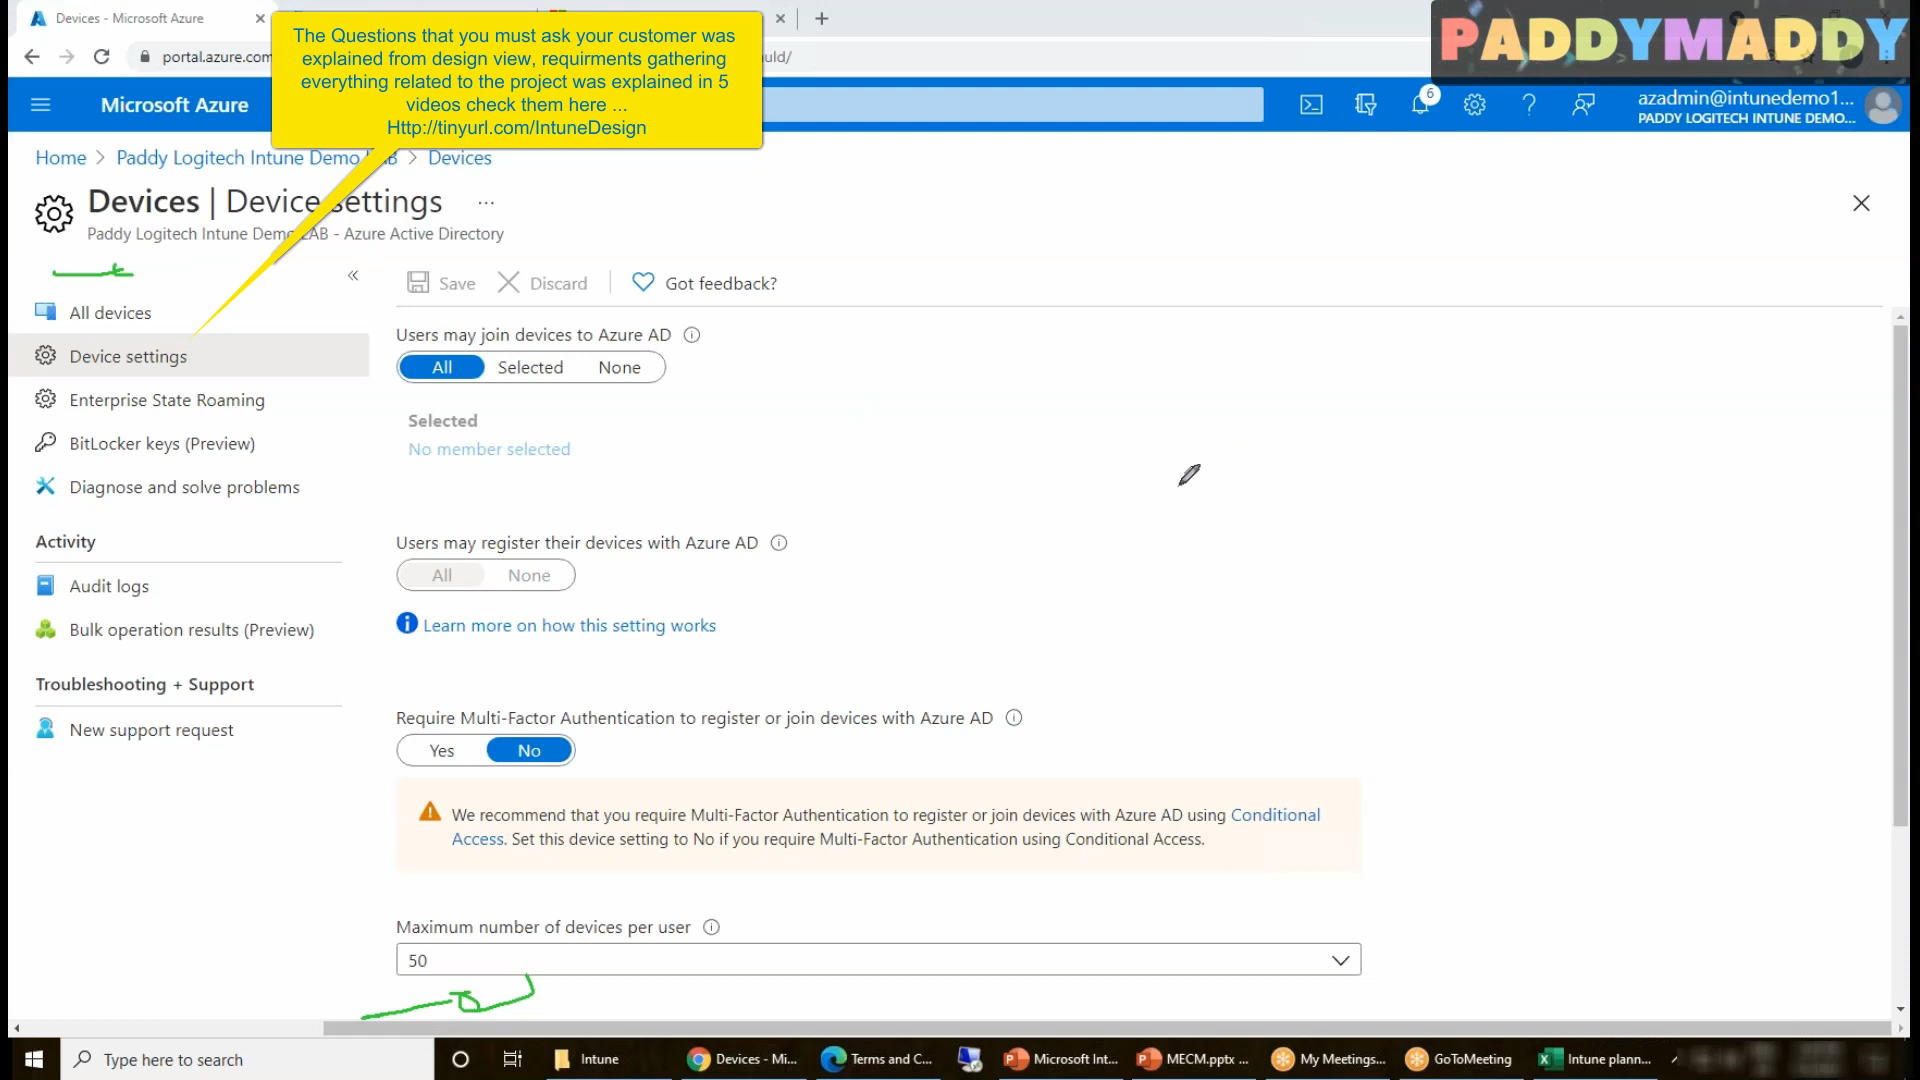 Devices - Microsoft Azure
PADDYMADDY
portal.azure.com
uld/
The Questions that you must ask your customer was
explained from design view, requirments gathering
everything related to the project was explained in 5
videos check them here ...
Http://tinyurl.com/IntuneDesign
Microsoft Azure
6
azadmin@intunedemo1...
PADDY LOGITECH INTUNE DEMO...
Home > Paddy Logitech Intune Demo LAB > Devices
Devices | Device settings ...
Paddy Logitech Intune Demo LAB - Azure Active Directory
«
Save
Discard
Got feedback?
All devices
Device settings
Enterprise State Roaming
BitLocker keys (Preview)
Diagnose and solve problems
Activity
Audit logs
Bulk operation results (Preview)
Troubleshooting + Support
New support request
Users may join devices to Azure AD
All Selected None
Selected
No member selected
Users may register their devices with Azure AD
All None
Learn more on how this setting works
Require Multi-Factor Authentication to register or join devices with Azure AD
Yes No
We recommend that you require Multi-Factor Authentication to register or join devices with Azure AD using Conditional
Access. Set this device setting to No if you require Multi-Factor Authentication using Conditional Access.
Maximum number of devices per user
50
Type here to search
Intune
Devices - Mi...
Terms and C...
Microsoft Int...
MECM.pptx ...
My Meetings...
GoToMeeting
Intune plann...